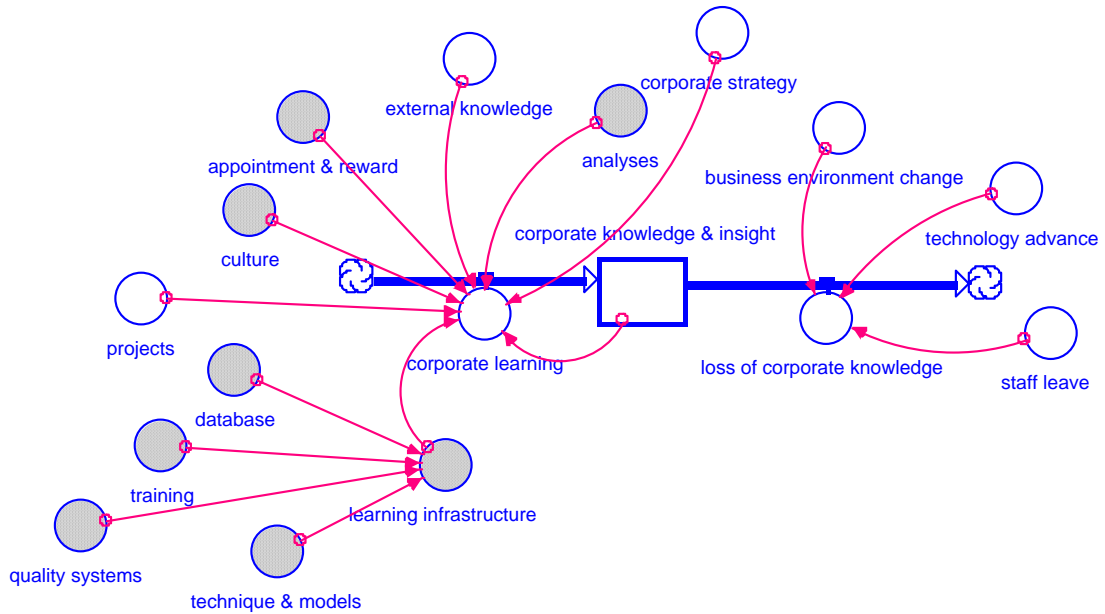 corporate strategy
external knowledge
analyses
appointment & reward
business environment change
corporate knowledge & insight
technology advance
culture
projects
corporate learning
loss of corporate knowledge
staff leave
database
training
learning infrastructure
quality systems
technique & models